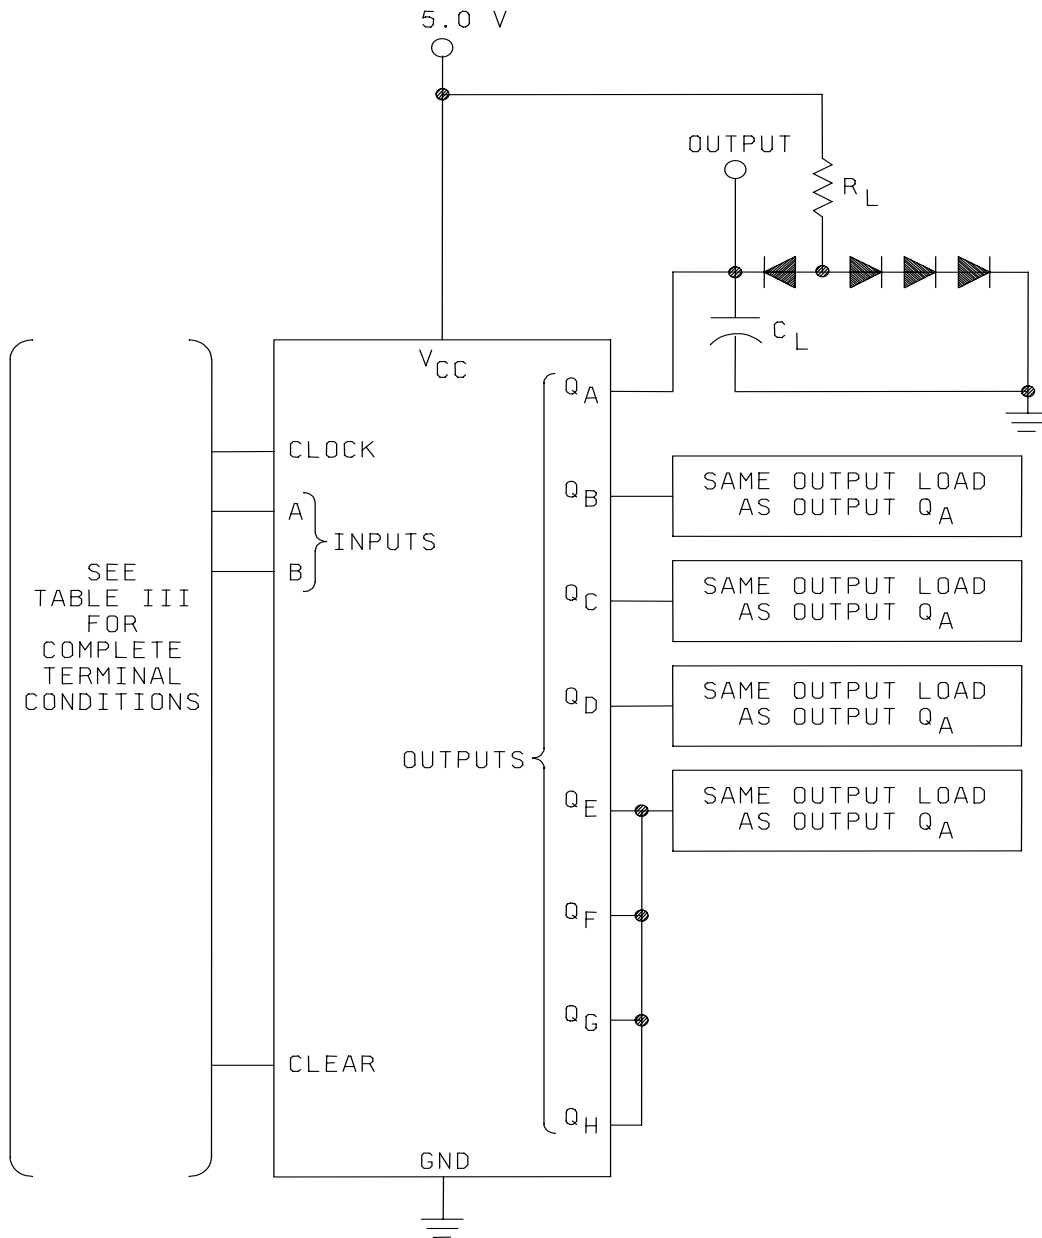 5.0 V
OUTPUT
R L
C L
V CC
Q A
CLOCK
A
B
INPUTS
Q B
SAME OUTPUT LOAD
AS OUTPUT Q A
SEE
TABLE III
FOR
COMPLETE
TERMINAL
CONDITIONS
Q C
SAME OUTPUT LOAD
AS OUTPUT Q A
Q D
SAME OUTPUT LOAD
AS OUTPUT Q A
OUTPUTS
Q E
SAME OUTPUT LOAD
AS OUTPUT Q A
Q F
Q G
CLEAR
Q H
GND